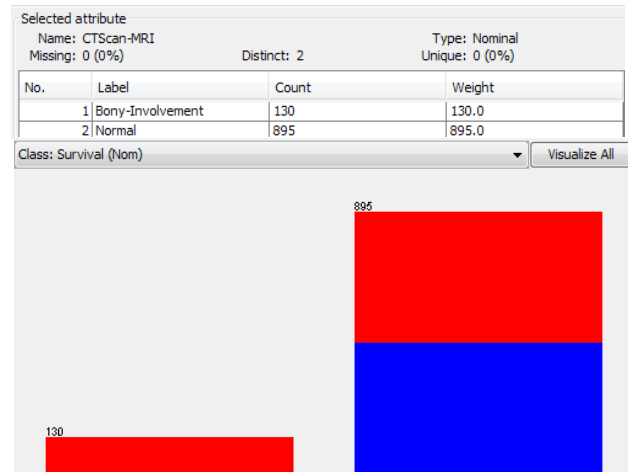 Selected attribute
Name: CTScan-MRI Type: Nominal
Missing: 0 (0%) Distinct: 2 Unique: 0 (0%)
No. Label Count Weight
1 Bony-Involvement 130 130.0
2 Normal 895 895.0
Class: Survival (Nom) Visualize All
895
130